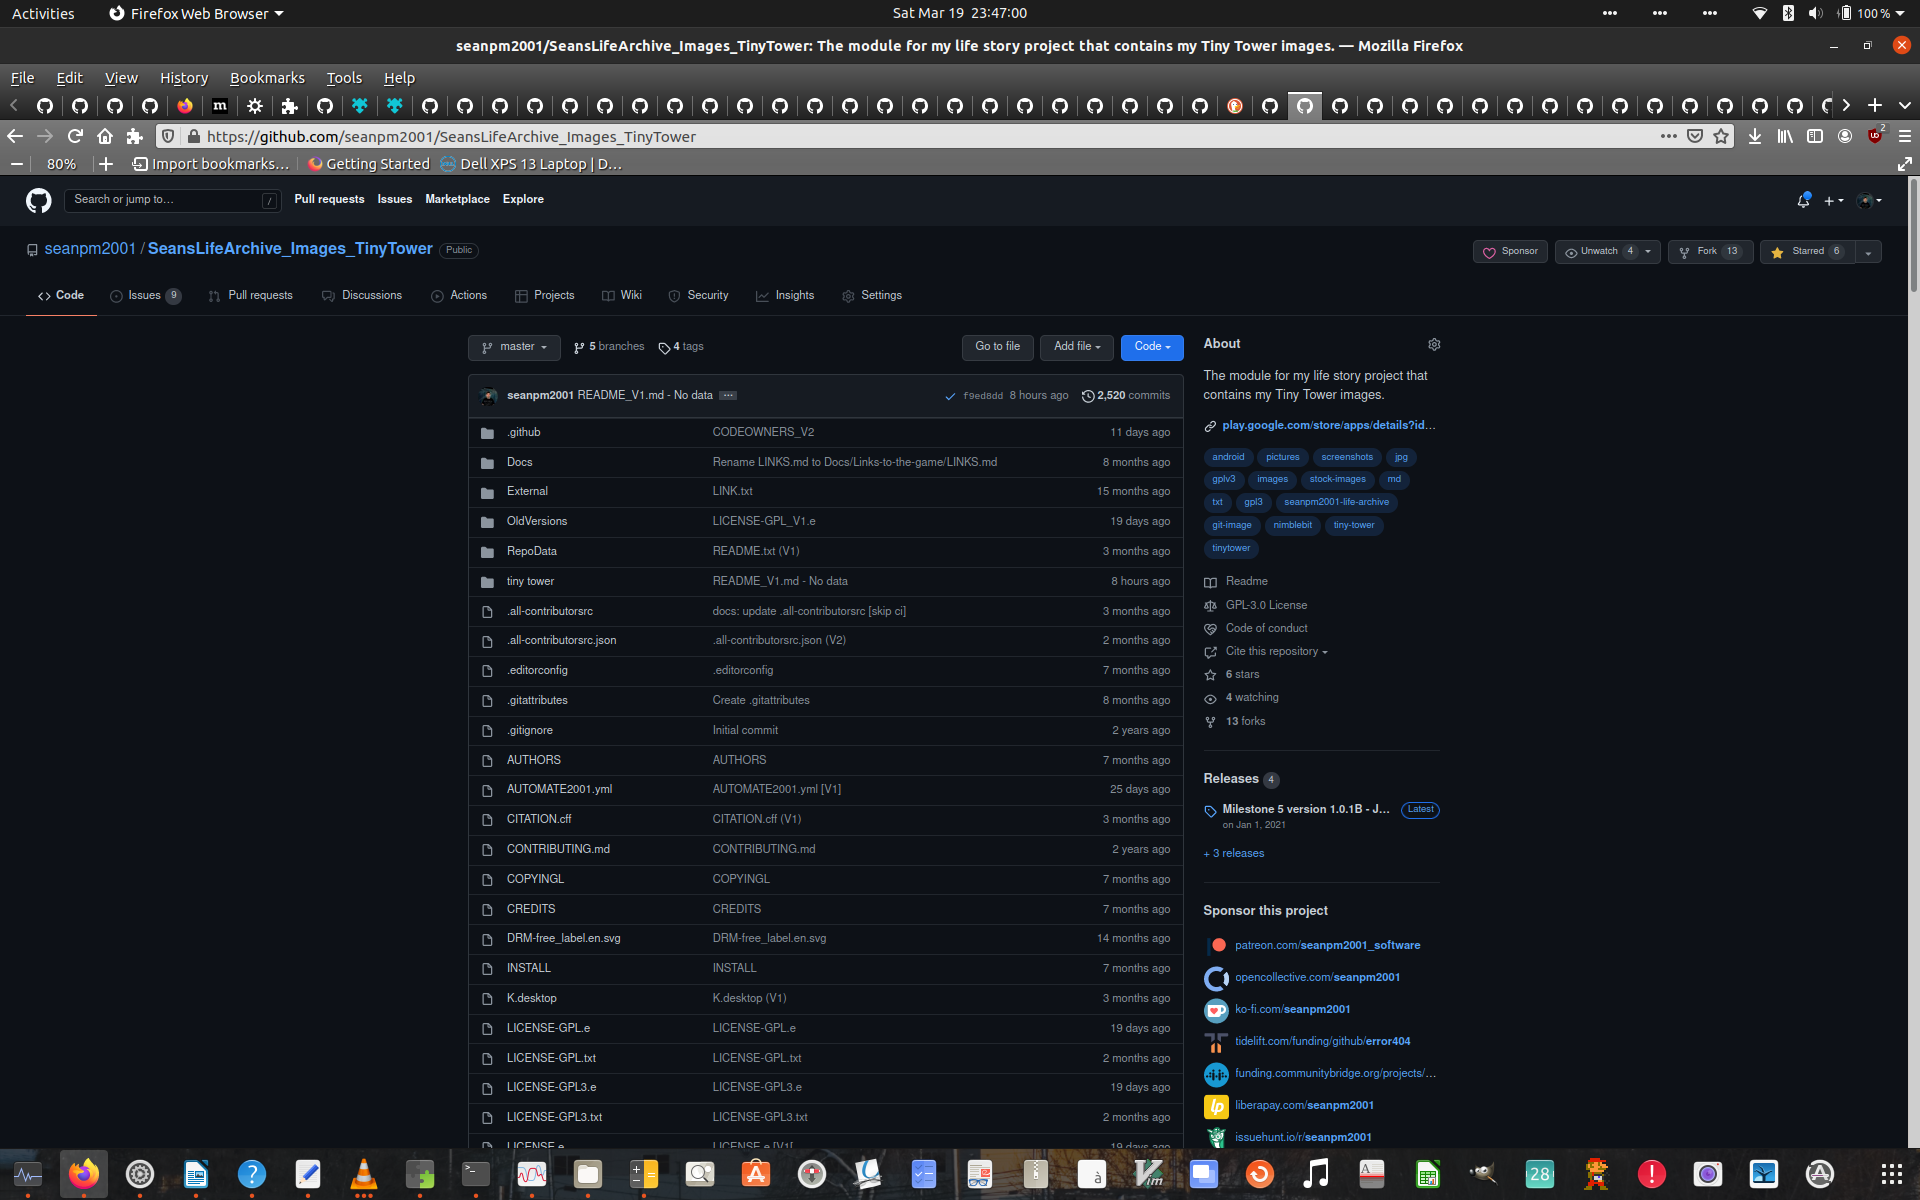 Activities Firefox Web Browser Sat Mar 19 23:47:00 100 %
seanpm2001/SeansLifeArchive_Images_TinyTower: The module for my life story project that contains my Tiny Tower images. — Mozilla Firefox
File Edit View History Bookmarks Tools Help
https://github.com/seanpm2001/SeansLifeArchive_Images_TinyTower 2
80% Import bookmarks… Getting Started Dell XPS 13 Laptop | D…
Search or jump to… / Pull requests Issues Marketplace Explore
seanpm2001 / SeansLifeArchive_Images_TinyTower Public Sponsor Unwatch 4 Fork 13 Starred 6
Code Issues 9 Pull requests Discussions Actions Projects Wiki Security Insights Settings
master 5 branches 4 tags Go to file Add file Code
seanpm2001 README_V1.md - No data ··· f9ed8dd 8 hours ago 2,520 commits
.github CODEOWNERS_V2 11 days ago
Docs Rename LINKS.md to Docs/Links-to-the-game/LINKS.md 8 months ago
External LINK.txt 15 months ago
OldVersions LICENSE-GPL_V1.e 19 days ago
RepoData README.txt (V1) 3 months ago
tiny tower README_V1.md - No data 8 hours ago
.all-contributorsrc docs: update .all-contributorsrc [skip ci] 3 months ago
.all-contributorsrc.json .all-contributorsrc.json (V2) 2 months ago
.editorconfig .editorconfig 7 months ago
.gitattributes Create .gitattributes 8 months ago
.gitignore Initial commit 2 years ago
AUTHORS AUTHORS 7 months ago
AUTOMATE2001.yml AUTOMATE2001.yml [V1] 25 days ago
CITATION.cff CITATION.cff (V1) 3 months ago
CONTRIBUTING.md CONTRIBUTING.md 2 years ago
COPYINGL COPYINGL 7 months ago
CREDITS CREDITS 7 months ago
DRM-free_label.en.svg DRM-free_label.en.svg 14 months ago
INSTALL INSTALL 7 months ago
K.desktop K.desktop (V1) 3 months ago
LICENSE-GPL.e LICENSE-GPL.e 19 days ago
LICENSE-GPL.txt LICENSE-GPL.txt 2 months ago
LICENSE-GPL3.e LICENSE-GPL3.e 19 days ago
LICENSE-GPL3.txt LICENSE-GPL3.txt 2 months ago
LICENSE.e LICENSE.e [V1[ 19 days ago
About
The module for my life story project that
contains my Tiny Tower images.
play.google.com/store/apps/details?id…
android pictures screenshots jpg
gplv3 images stock-images md
txt gpl3 seanpm2001-life-archive
git-image nimblebit tiny-tower
tinytower
Readme
GPL-3.0 License
Code of conduct
Cite this repository
6 stars
4 watching
13 forks
Releases 4
Milestone 5 version 1.0.1B - J… Latest
on Jan 1, 2021
+ 3 releases
Sponsor this project
patreon.com/seanpm2001_software
opencollective.com/seanpm2001
ko-fi.com/seanpm2001
tidelift.com/funding/github/error404
funding.communitybridge.org/projects/…
liberapay.com/seanpm2001
issuehunt.io/r/seanpm2001
28